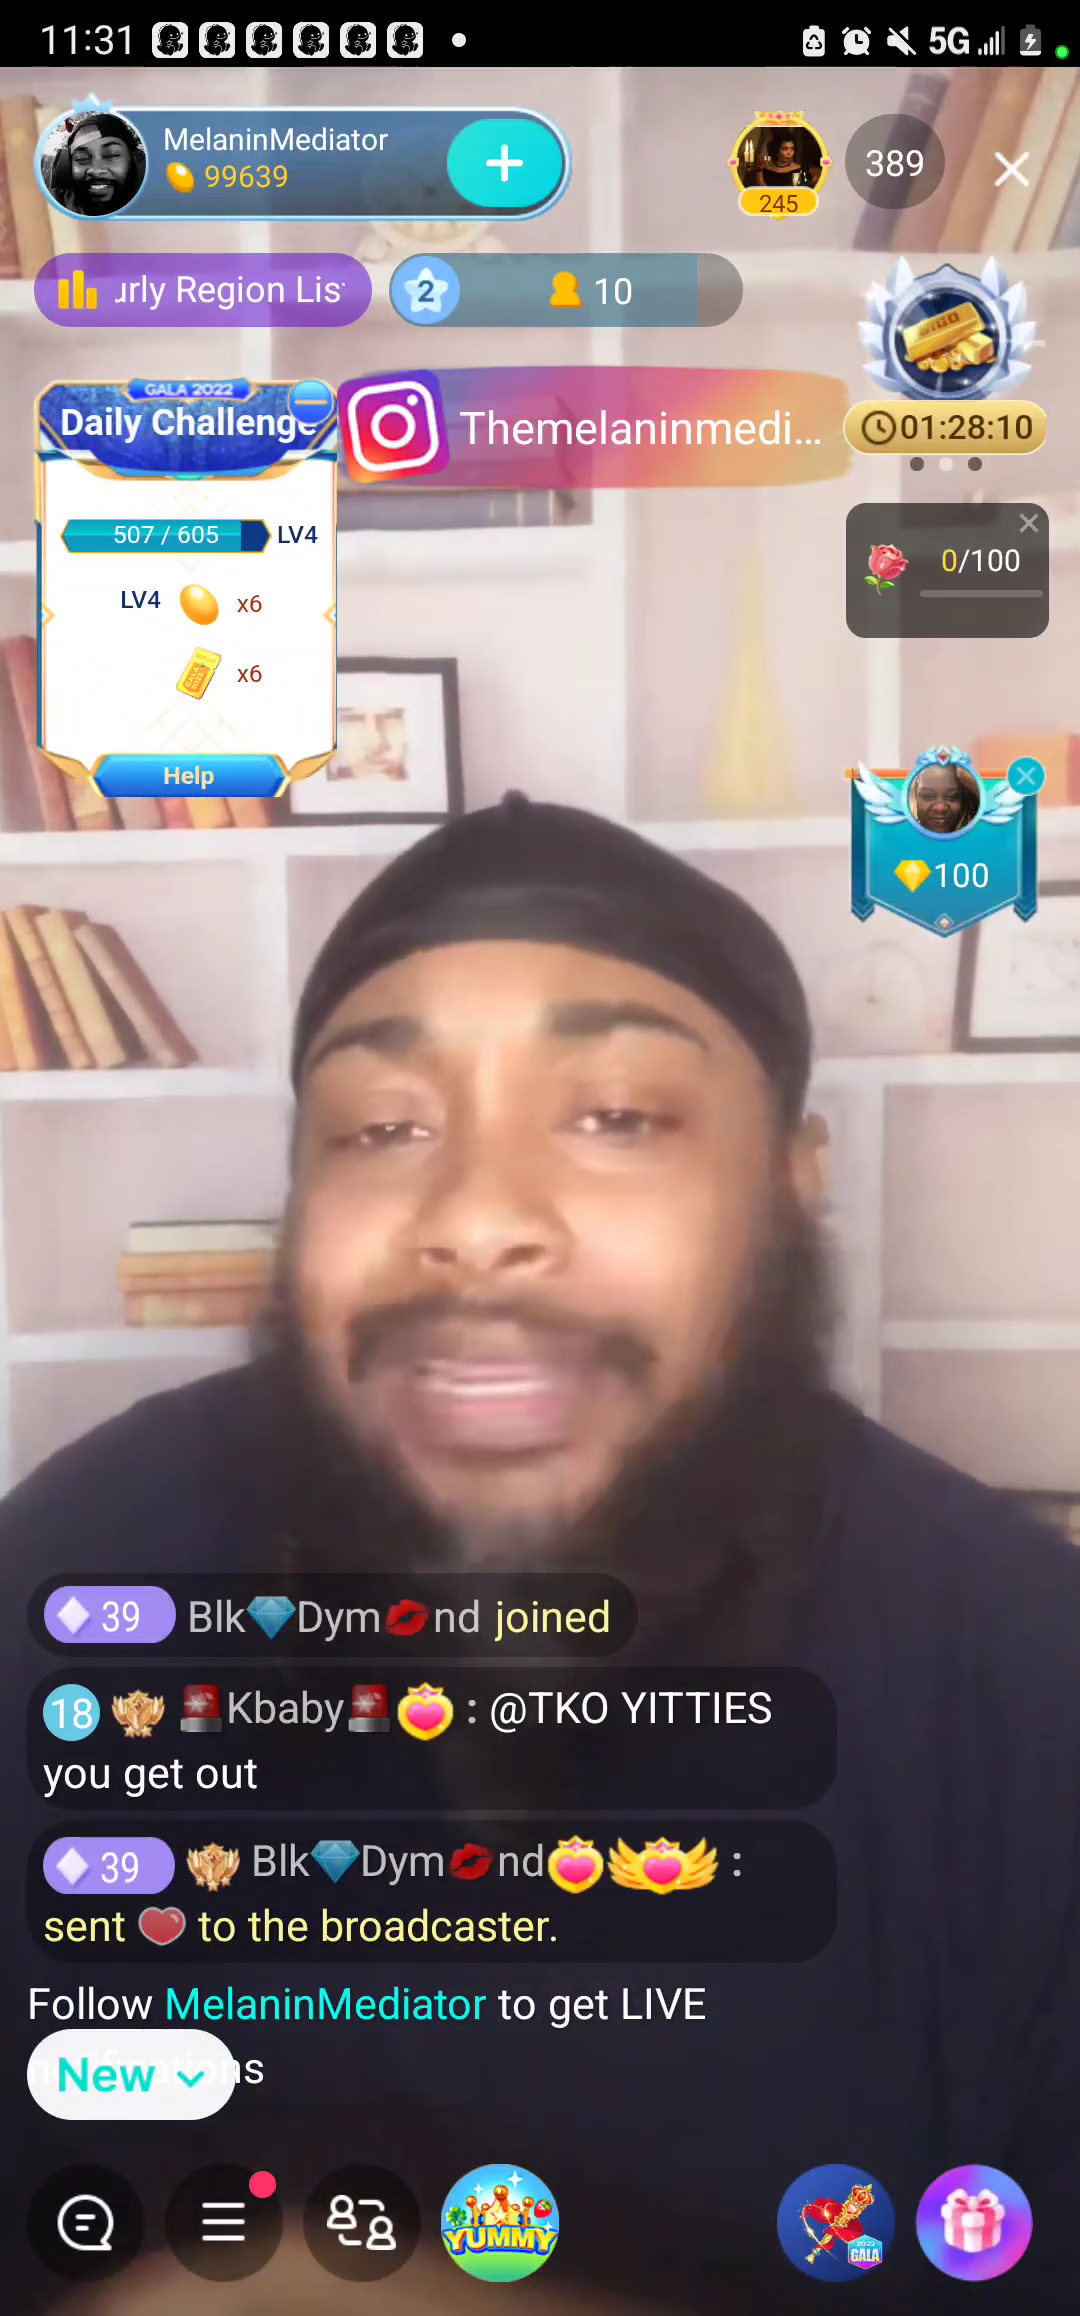 11:31
5G
MelaninMediator
99639
245
389
urly Region Lis
2
10
BIGO
01:28:10
GALA 2022
Daily Challenge
Themelaninmedi...
507 / 605 LV4
LV4 x6
x6
Help
0/100
100
39 Blk Dym nd joined
18 Kbaby : @TKO YITTIES
you get out
39 Blk Dym nd :
sent to the broadcaster.
Follow MelaninMediator to get LIVE
notifications
New
YUMMY
2022
GALA